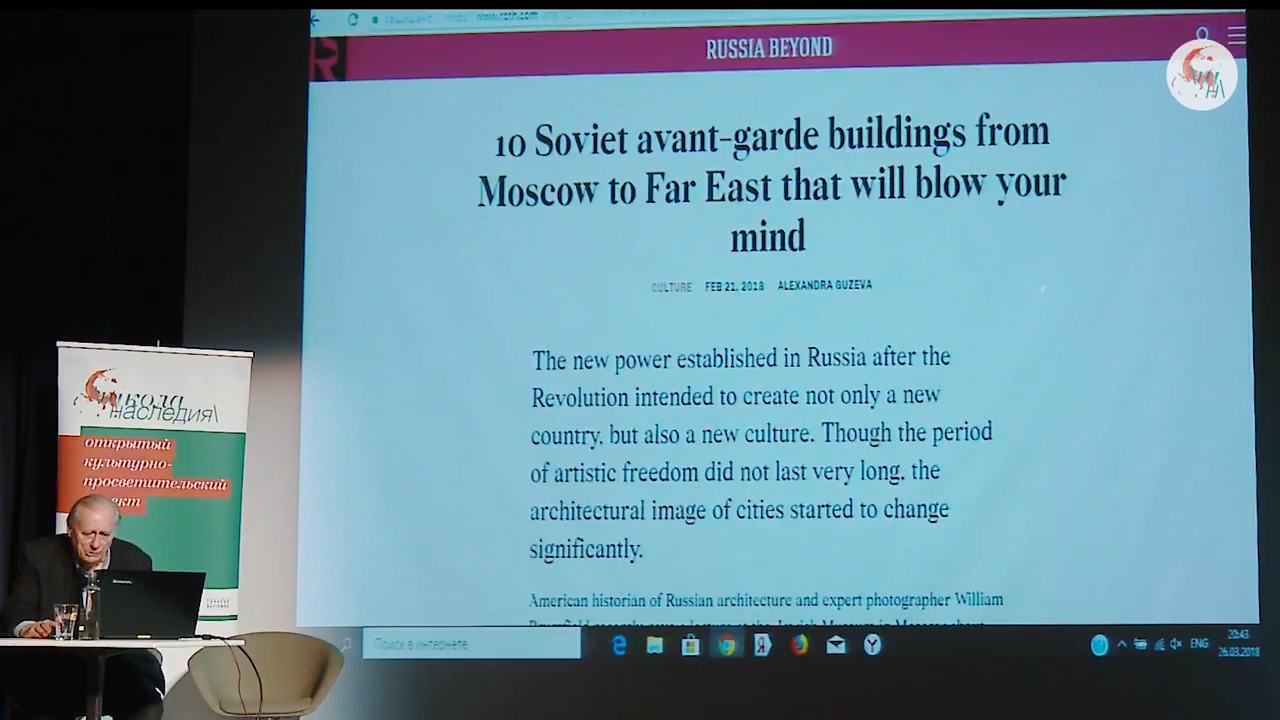 RUSSIA BEYOND
10 Soviet avant-garde buildings from
Moscow to Far East that will blow your
mind
CULTURE FEB 21, 2018 ALEXANDRA GUZEVA
The new power established in Russia after the
Revolution intended to create not only a new
country, but also a new culture. Though the period
of artistic freedom did not last very long, the
architectural image of cities started to change
significantly.
American historian of Russian architecture and expert photographer William
Поиск в интернете
ENG
20:43
26.03.2018
школа
наследия\
открытый
культурно-
просветительский
Lenovo